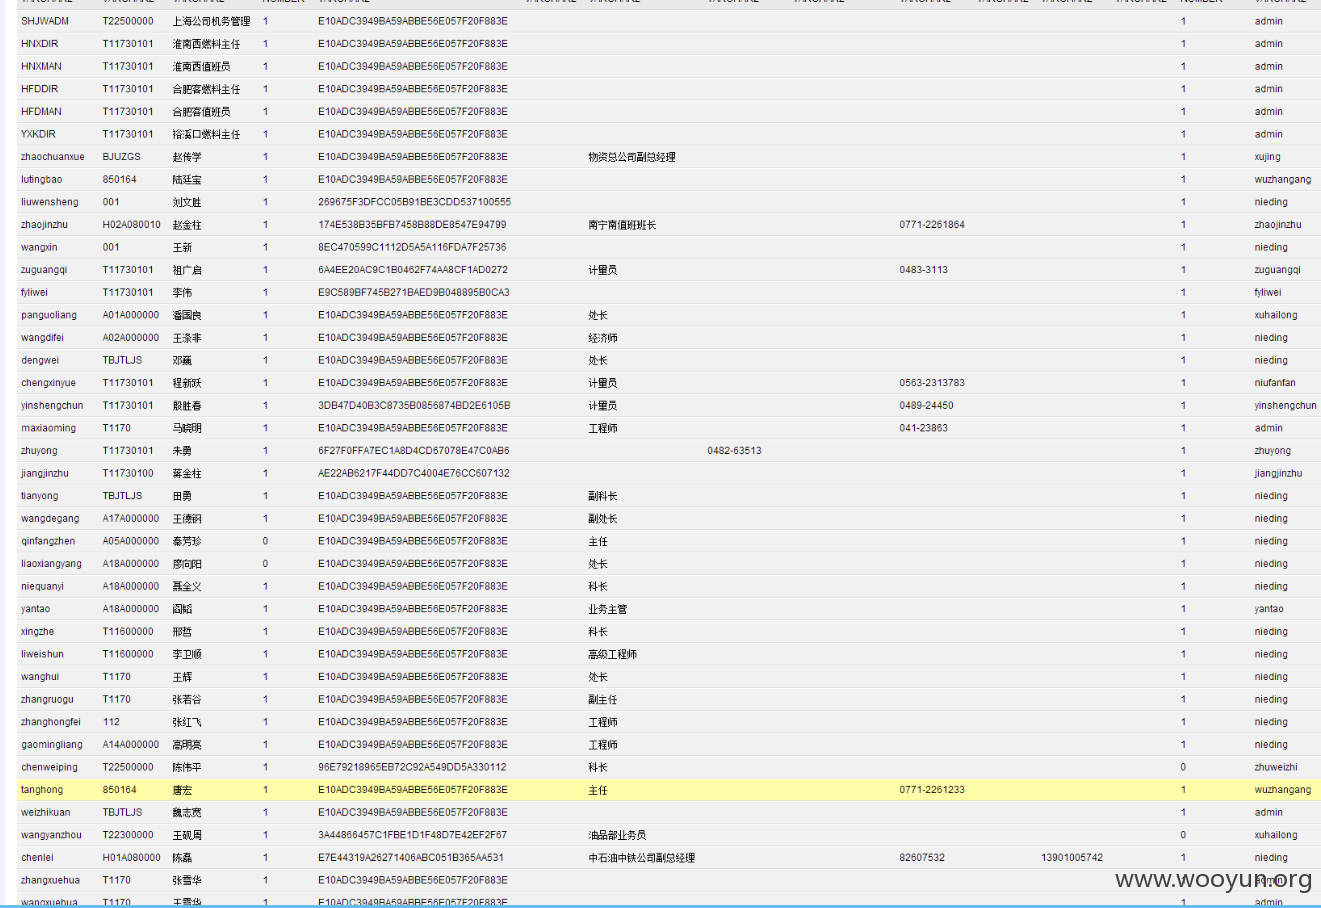 VARCHAR2 VARCHAR2 VARCHAR2 NUMBER VARCHAR2 VARCHAR2 VARCHAR2 VARCHAR2 VARCHAR2 VARCHAR2 VARCHAR2 VARCHAR2 VARCHAR2 NUMBER VARCHAR2
SHJWADM T22500000 上海公司机务管理 1 E10ADC3949BA59ABBE56E057F20F883E 1 admin
HNXDIR T11730101 淮南西燃料主任 1 E10ADC3949BA59ABBE56E057F20F883E 1 admin
HNXMAN T11730101 淮南西值班员 1 E10ADC3949BA59ABBE56E057F20F883E 1 admin
HFDDIR T11730101 合肥客燃料主任 1 E10ADC3949BA59ABBE56E057F20F883E 1 admin
HFDMAN T11730101 合肥客值班员 1 E10ADC3949BA59ABBE56E057F20F883E 1 admin
YXKDIR T11730101 裕溪口燃料主任 1 E10ADC3949BA59ABBE56E057F20F883E 1 admin
zhaochuanxue BJUZGS 赵传学 1 E10ADC3949BA59ABBE56E057F20F883E 物资总公司副总经理 1 xujing
lutingbao 850164 陆廷宝 1 E10ADC3949BA59ABBE56E057F20F883E 1 wuzhangang
liuwensheng 001 刘文胜 1 269675F3DFCC05B91BE3CDD537100555 1 nieding
zhaojinzhu H02A080010 赵金柱 1 174E538B35BFB7458B88DE8547E94799 南宁南值班班长 0771-2261864 1 zhaojinzhu
wangxin 001 王新 1 8EC470599C1112D5A5A116FDA7F25736 1 nieding
zuguangqi T11730101 祖广启 1 6A4EE20AC9C1B0462F74AA8CF1AD0272 计量员 0483-3113 1 zuguangqi
fyliwei T11730101 李伟 1 E9C589BF745B271BAED9B048895B0CA3 1 fyliwei
panguoliang A01A000000 潘国良 1 E10ADC3949BA59ABBE56E057F20F883E 处长 1 xuhailong
wangdifei A02A000000 王涤非 1 E10ADC3949BA59ABBE56E057F20F883E 经济师 1 nieding
dengwei TBJTLJS 邓巍 1 E10ADC3949BA59ABBE56E057F20F883E 处长 1 nieding
chengxinyue T11730101 程新跃 1 E10ADC3949BA59ABBE56E057F20F883E 计量员 0563-2313783 1 niufanfan
yinshengchun T11730101 殷胜春 1 3DB47D40B3C8735B0856874BD2E6105B 计量员 0489-24450 1 yinshengchun
maxiaoming T1170 马晓明 1 E10ADC3949BA59ABBE56E057F20F883E 工程师 041-23863 1 admin
zhuyong T11730101 朱勇 1 6F27F0FFA7EC1A8D4CD67078E47C0AB6 0482-63513 1 zhuyong
jiangjinzhu T11730100 蒋金柱 1 AE22AB6217F44DD7C4004E76CC607132 1 jiangjinzhu
tianyong TBJTLJS 田勇 1 E10ADC3949BA59ABBE56E057F20F883E 副科长 1 nieding
wangdegang A17A000000 王德钢 1 E10ADC3949BA59ABBE56E057F20F883E 副处长 1 nieding
qinfangzhen A05A000000 秦芳珍 0 E10ADC3949BA59ABBE56E057F20F883E 主任 1 nieding
liaoxiangyang A18A000000 廖向阳 0 E10ADC3949BA59ABBE56E057F20F883E 处长 1 nieding
niequanyi A18A000000 聂全义 1 E10ADC3949BA59ABBE56E057F20F883E 科长 1 nieding
yantao A18A000000 阎韬 1 E10ADC3949BA59ABBE56E057F20F883E 业务主管 1 yantao
xingzhe T11600000 邢哲 1 E10ADC3949BA59ABBE56E057F20F883E 科长 1 nieding
liweishun T11600000 李卫顺 1 E10ADC3949BA59ABBE56E057F20F883E 高级工程师 1 nieding
wanghui T1170 王辉 1 E10ADC3949BA59ABBE56E057F20F883E 处长 1 nieding
zhangruogu T1170 张若谷 1 E10ADC3949BA59ABBE56E057F20F883E 副主任 1 nieding
zhanghongfei 112 张红飞 1 E10ADC3949BA59ABBE56E057F20F883E 工程师 1 nieding
gaomingliang A14A000000 高明亮 1 E10ADC3949BA59ABBE56E057F20F883E 工程师 1 nieding
chenweiping T22500000 陈伟平 1 96E79218965EB72C92A549DD5A330112 科长 0 zhuweizhi
tanghong 850164 唐宏 1 E10ADC3949BA59ABBE56E057F20F883E 主任 0771-2261233 1 wuzhangang
weizhikuan TBJTLJS 魏志宽 1 E10ADC3949BA59ABBE56E057F20F883E 1 admin
wangyanzhou T22300000 王砚周 1 3A44866457C1FBE1D1F48D7E42EF2F67 油品部业务员 0 xuhailong
chenlei H01A080000 陈磊 1 E7E44319A26271406ABC051B365AA531 中石油中铁公司副总经理 82607532 13901005742 1 nieding
zhangxuehua T1170 张雪华 1 E10ADC3949BA59ABBE56E057F20F883E 1 admin
www.wooyun.org
wangxuehua T1170 王雪华 1 E10ADC3949BA59ABBE56E057F20F883E 1 admin